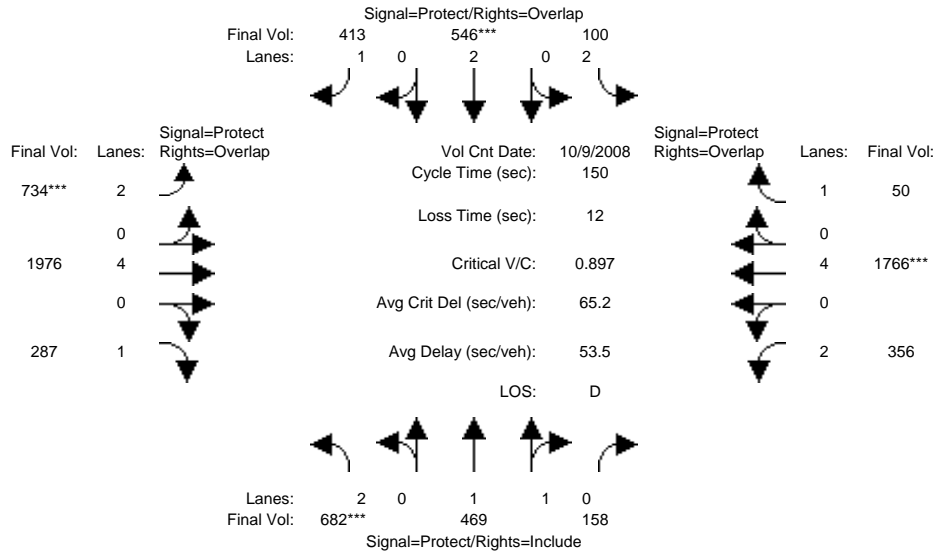 Signal=Protect/Rights=Overlap
Final Vol: 413 546*** 100
Lanes: 1 0 2 0 2
Signal=Protect
Final Vol: Lanes: Rights=Overlap
Vol Cnt Date: 10/9/2008
Signal=Protect
Rights=Overlap Lanes: Final Vol:
Cycle Time (sec): 150
734*** 2
1 50
Loss Time (sec): 12
0
0
1976 4
Critical V/C: 0.897
4 1766***
0
Avg Crit Del (sec/veh): 65.2
0
287 1
Avg Delay (sec/veh): 53.5
2 356
LOS: D
Lanes: 2 0 1 1 0
Final Vol: 682*** 469 158
Signal=Protect/Rights=Include